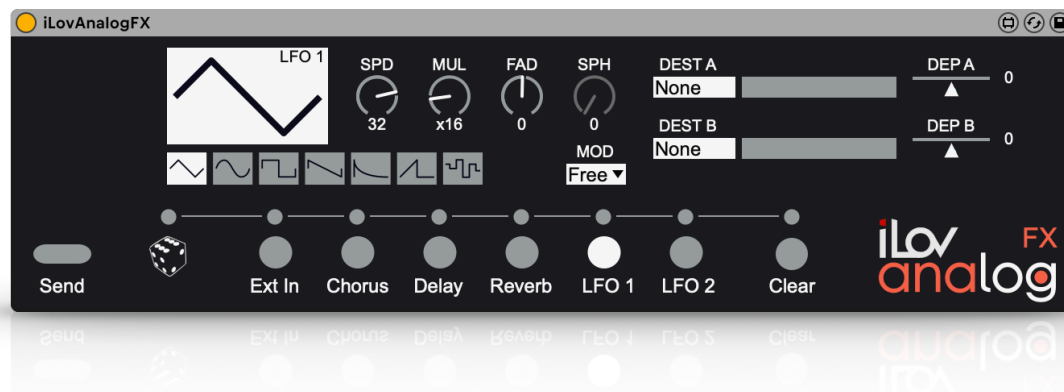 iLovAnalogFX
LFO 1
SPD
MUL
FAD
SPH
32
x16
0
0
DEST A
None
DEP A
0
DEST B
None
DEP B
0
MOD
Free
Send
Ext In
Chorus
Delay
Reverb
LFO 1
LFO 2
Clear
iLov FX
analog